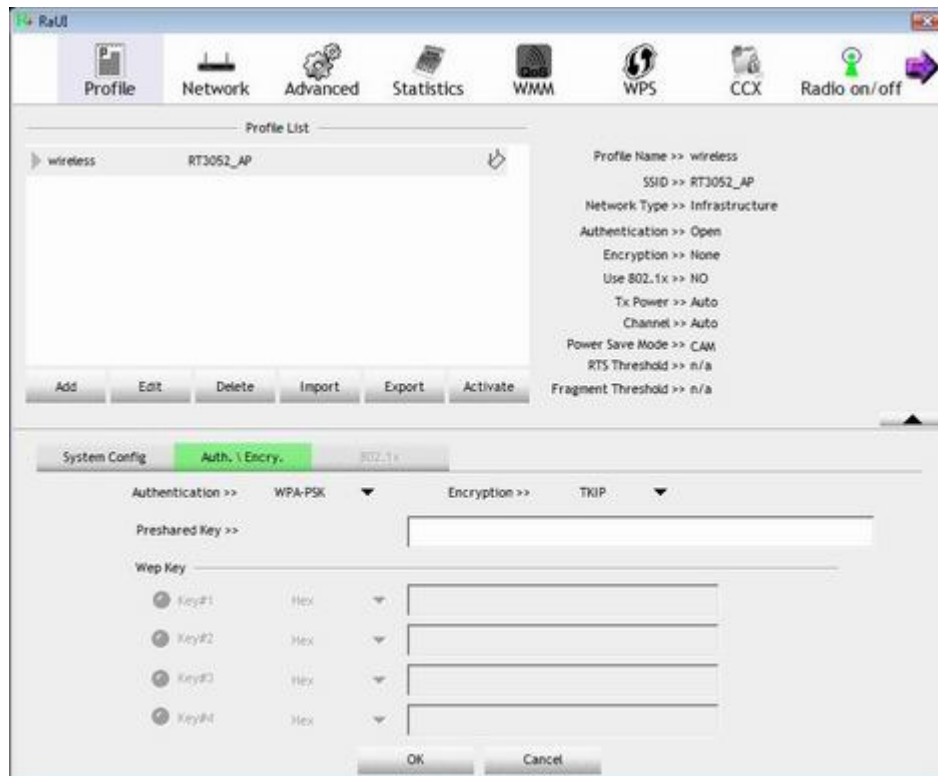 RaUI
Profile Network Advanced Statistics QoS WMM WPS CCX Radio on/off
Profile List
wireless RT3052_AP
Profile Name >> wireless
SSID >> RT3052_AP
Network Type >> Infrastructure
Authentication >> Open
Encryption >> None
Use 802.1x >> NO
Tx Power >> Auto
Channel >> Auto
Power Save Mode >> CAM
RTS Threshold >> n/a
Fragment Threshold >> n/a
Add Edit Delete Import Export Activate
System Config Auth. \ Encry. 802.1x
Authentication >> WPA-PSK Encryption >> TKIP
Preshared Key >>
Wep Key
Key#1 Hex
Key#2 Hex
Key#3 Hex
Key#4 Hex
OK Cancel